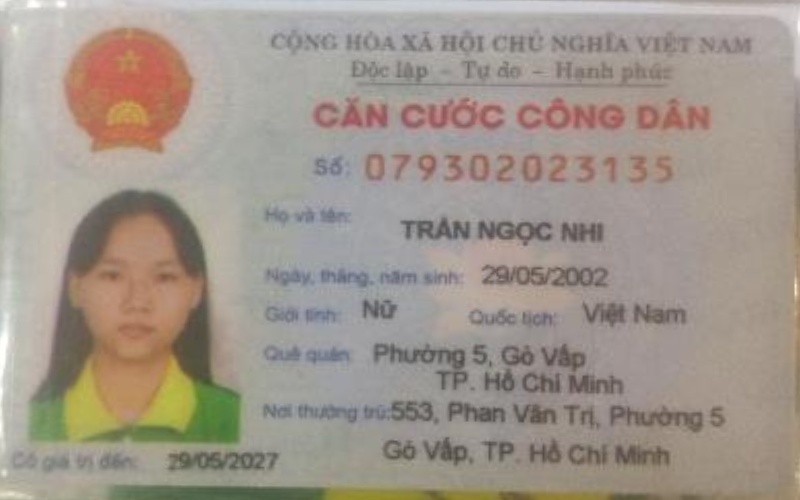 CỘNG HÒA XÃ HỘI CHỦ NGHĨA VIỆT NAM
Độc lập – Tự do – Hạnh phúc
CĂN CƯỚC CÔNG DÂN
Số: 079302023135
Họ và tên: TRẦN NGỌC NHI
Ngày, tháng, năm sinh: 29/05/2002
Giới tính: Nữ Quốc tịch: Việt Nam
Quê quán: Phường 5, Gò Vấp
TP. Hồ Chí Minh
Nơi thường trú: 553, Phan Văn Trị, Phường 5
Gò Vấp, TP. Hồ Chí Minh
Có giá trị đến: 29/05/2027